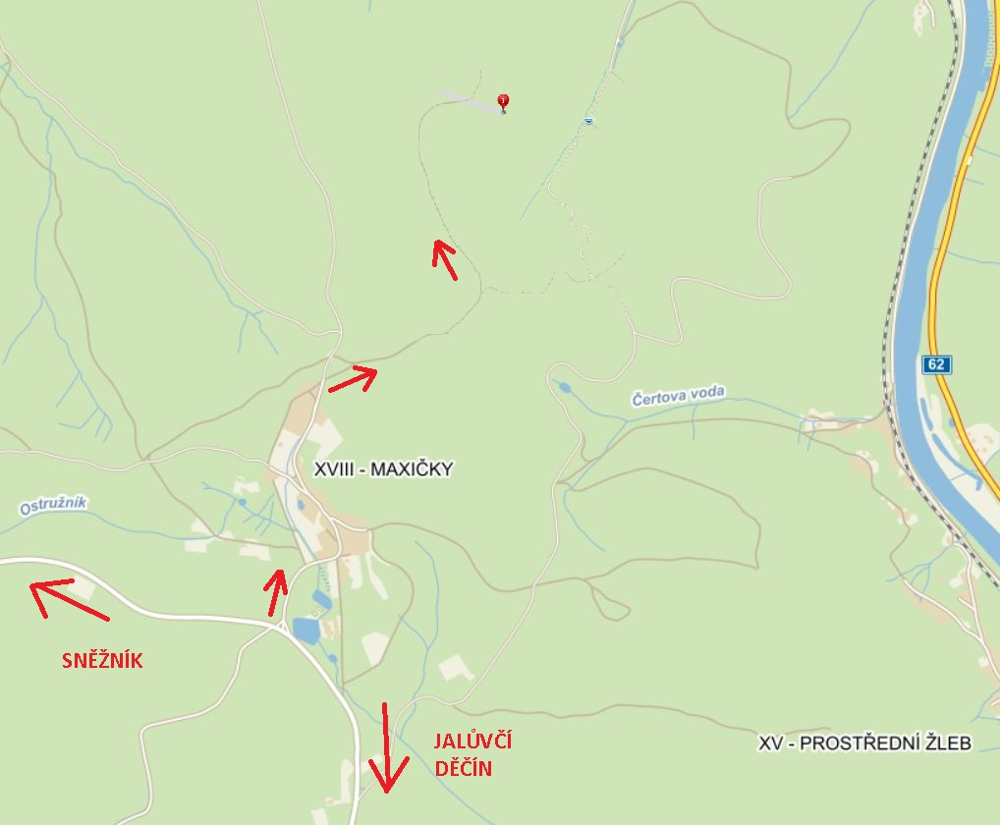 62
Čertova voda
XVIII - MAXIČKY
Ostružník
SNĚŽNÍK
JALŮVČÍ
DĚČÍN
XV - PROSTŘEDNÍ ŽLEB